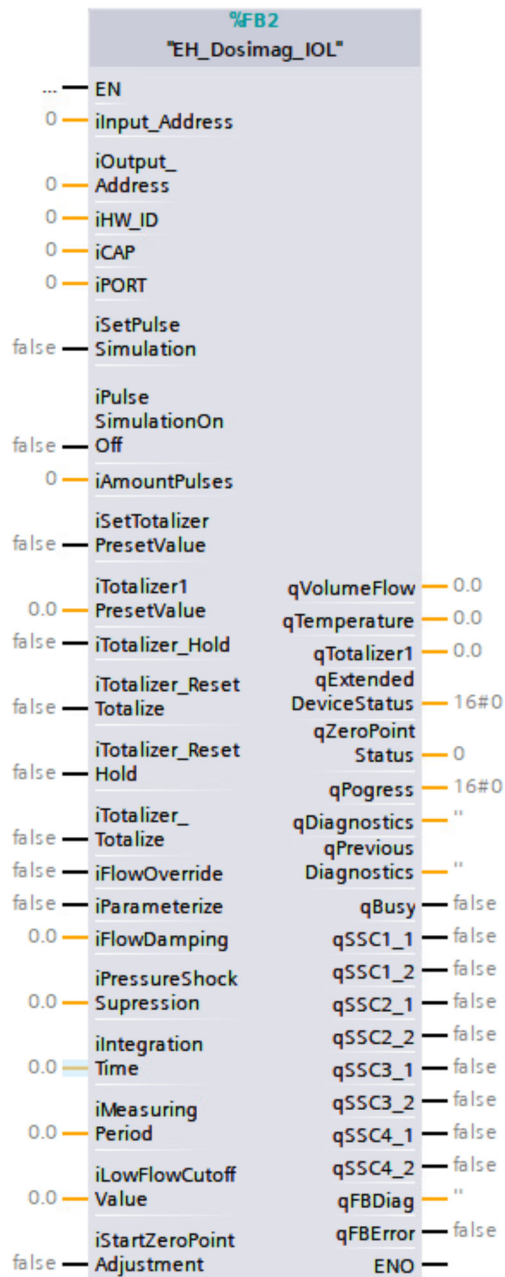 %FB2
"EH_Dosimag_IOL"
... EN
0 iInput_Address
iOutput_
0 Address
0 iHW_ID
0 iCAP
0 iPORT
iSetPulse
false Simulation
iPulse
SimulationOn
false Off
0 iAmountPulses
iSetTotalizer
false PresetValue
iTotalizer1
0.0 PresetValue
false iTotalizer_Hold
iTotalizer_Reset
false Totalize
iTotalizer_Reset
false Hold
iTotalizer_
false Totalize
false iFlowOverride
false iParameterize
0.0 iFlowDamping
iPressureShock
0.0 Supression
iIntegration
0.0 Time
iMeasuring
0.0 Period
iLowFlowCutoff
0.0 Value
iStartZeroPoint
false Adjustment
qVolumeFlow 0.0
qTemperature 0.0
qTotalizer1 0.0
qExtended
DeviceStatus 16#0
qZeroPoint
Status 0
qPogress 16#0
qDiagnostics ''
qPrevious
Diagnostics ''
qBusy false
qSSC1_1 false
qSSC1_2 false
qSSC2_1 false
qSSC2_2 false
qSSC3_1 false
qSSC3_2 false
qSSC4_1 false
qSSC4_2 false
qFBDiag ''
qFBError false
ENO